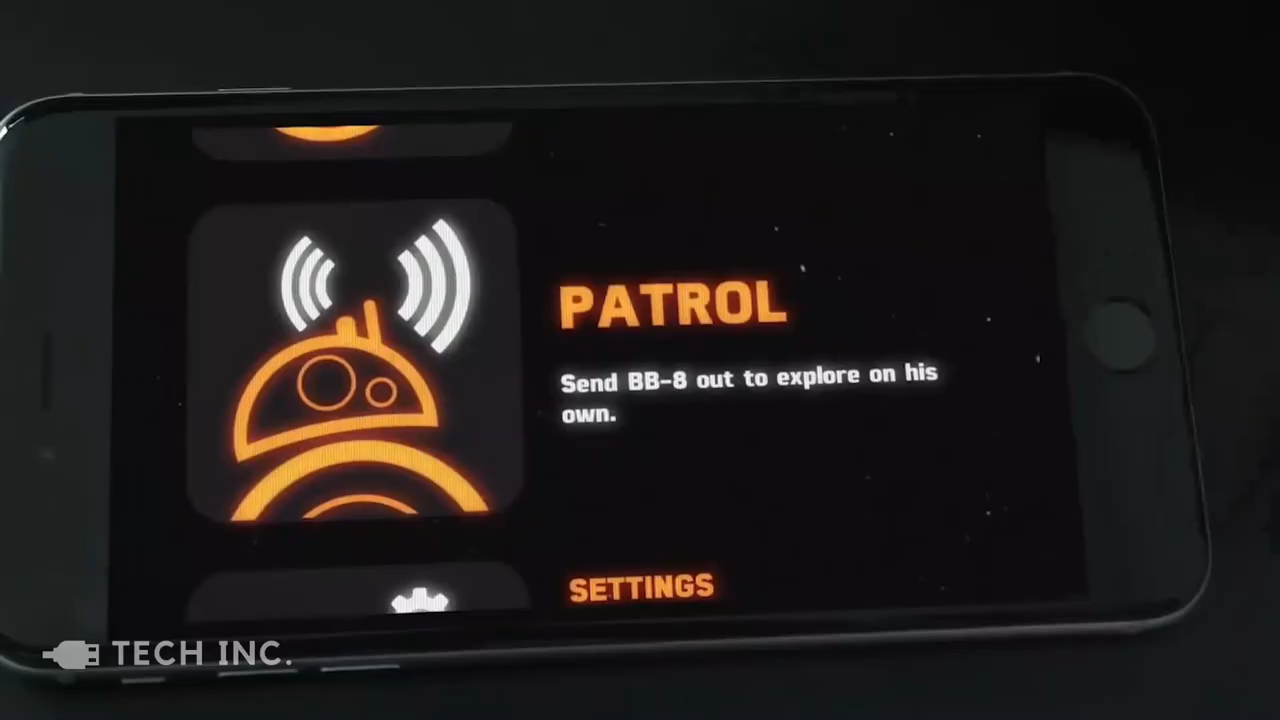 PATROL
Send BB-8 out to explore on his
own.
SETTINGS
TECH INC.